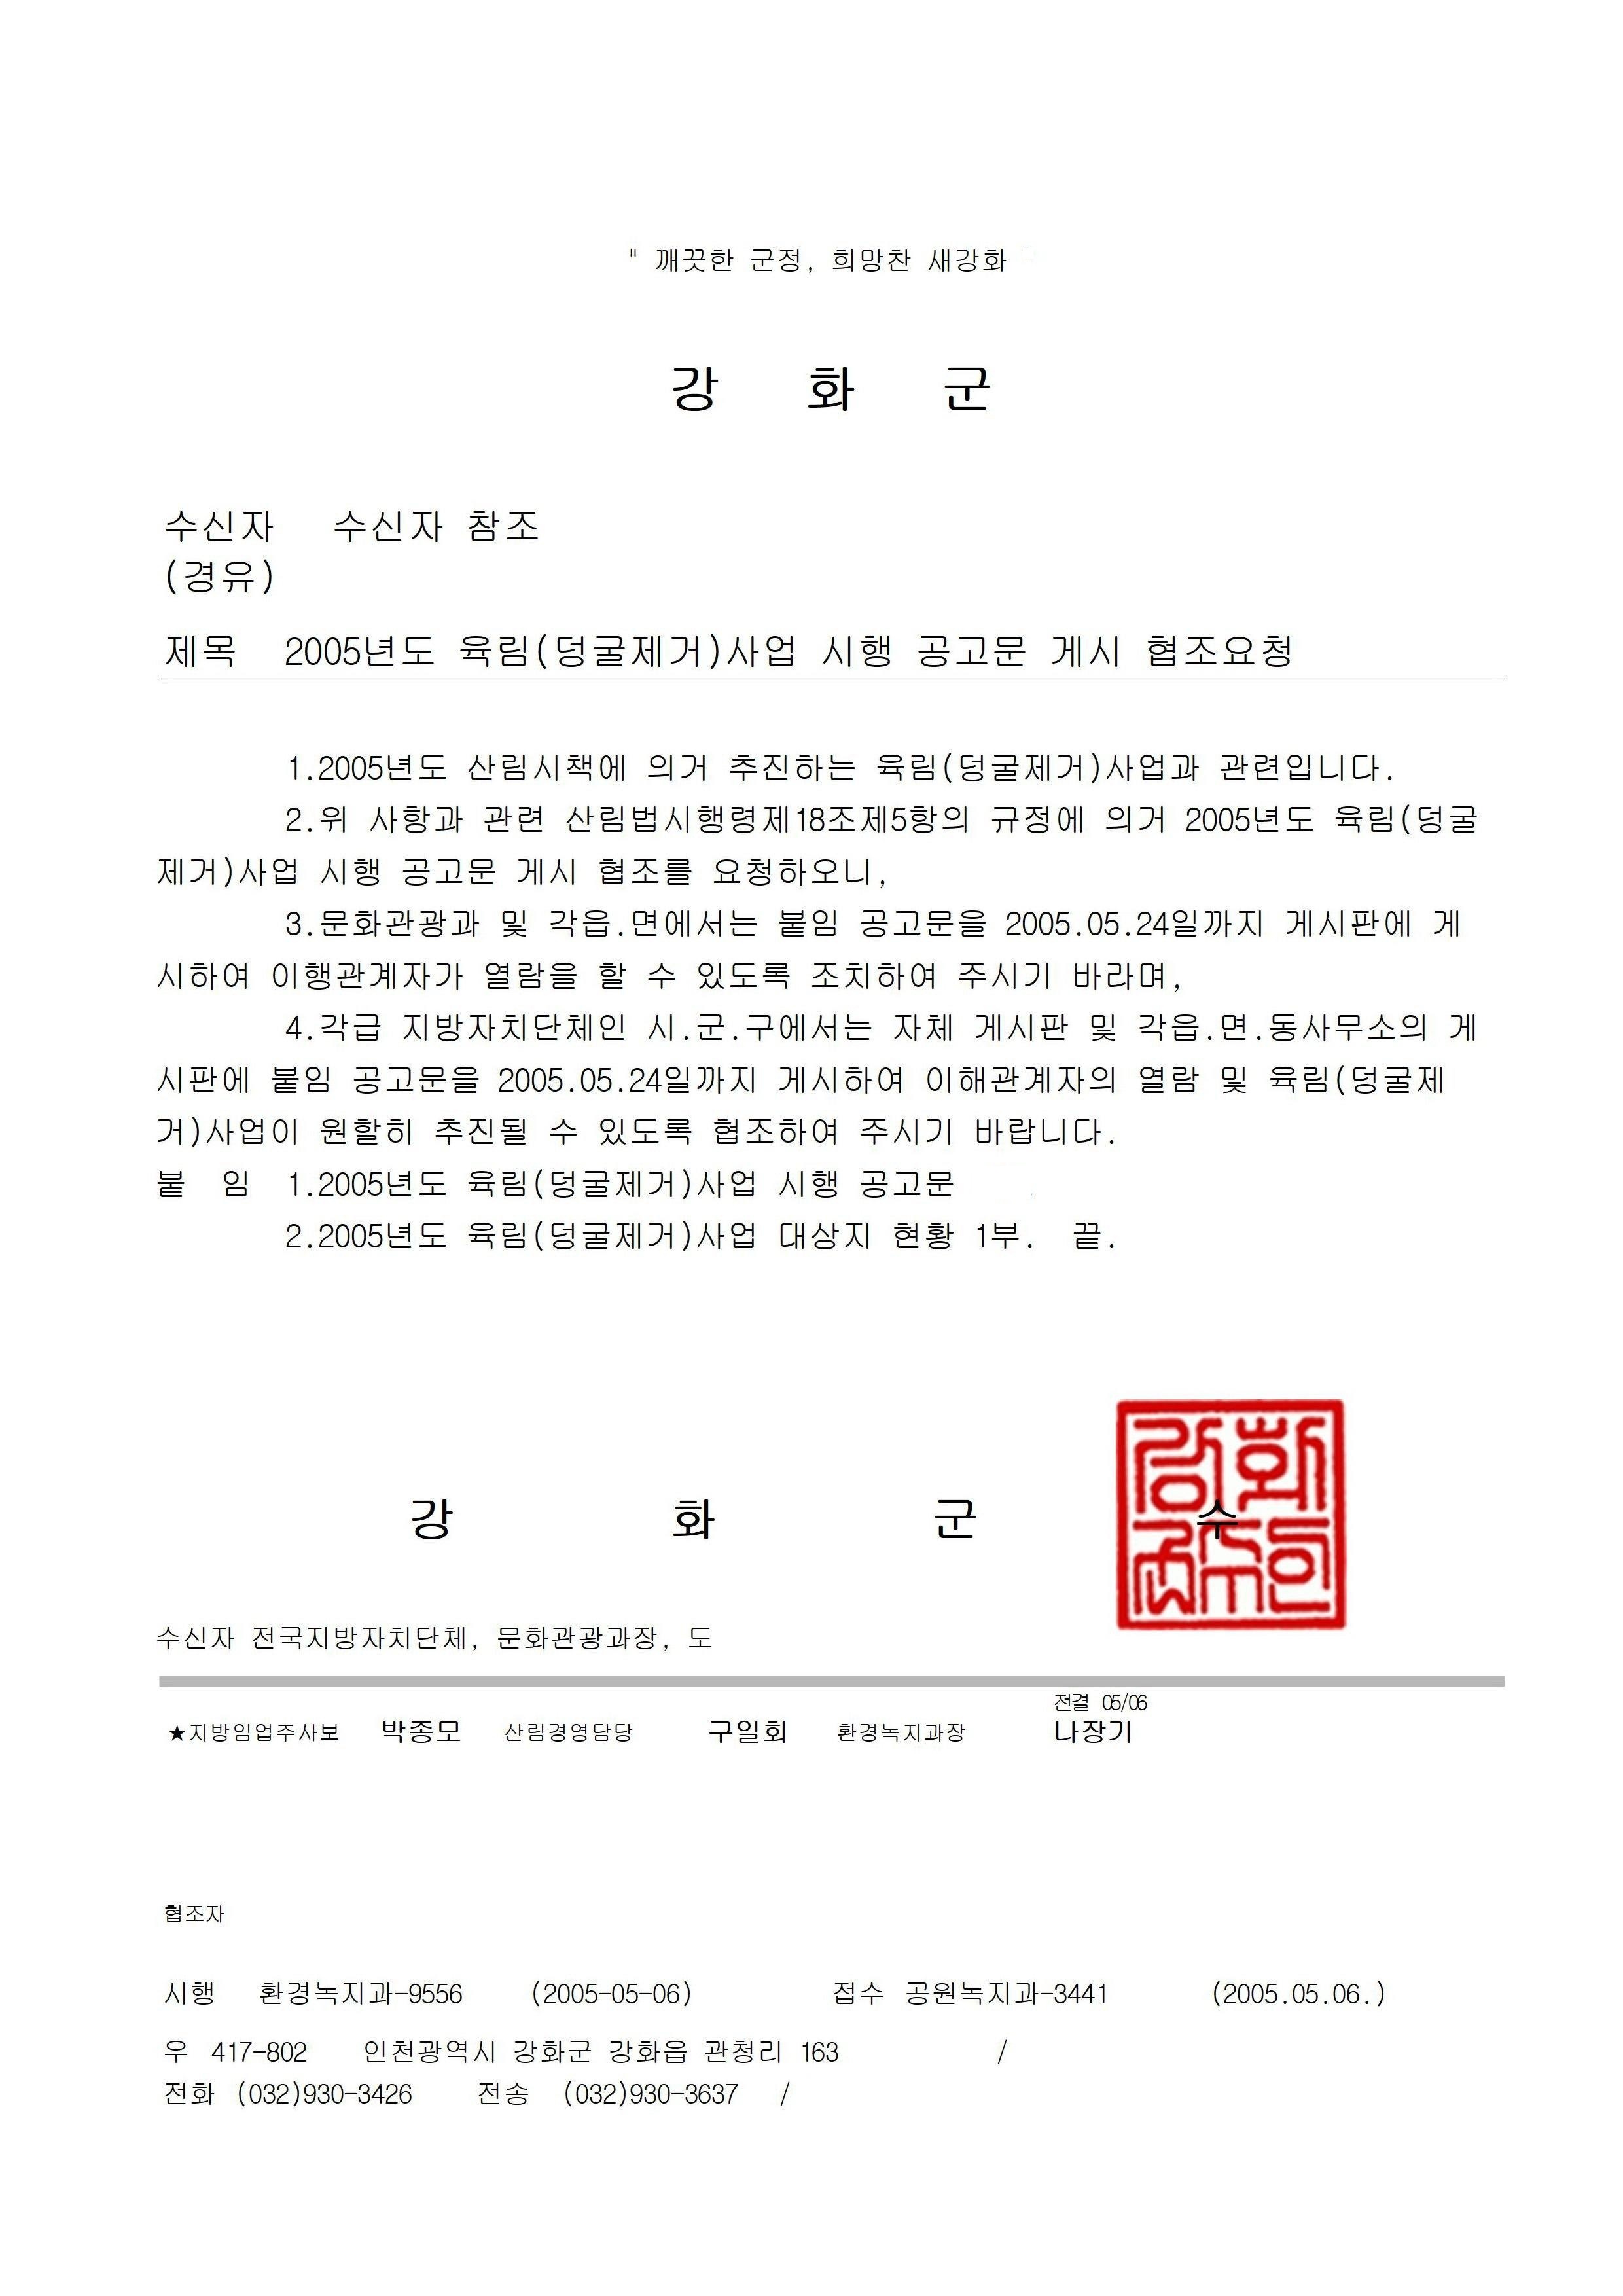 " 깨끗한 군정, 희망찬 새강화
강 화 군
수신자 수신자 참조
(경유)
제목 2005년도 육림(덩굴제거)사업 시행 공고문 게시 협조요청
1.2005년도 산림시책에 의거 추진하는 육림(덩굴제거)사업과 관련입니다.
2.위 사항과 관련 산림법시행령제18조제5항의 규정에 의거 2005년도 육림(덩굴
제거)사업 시행 공고문 게시 협조를 요청하오니,
3.문화관광과 및 각읍.면에서는 붙임 공고문을 2005.05.24일까지 게시판에 게
시하여 이행관계자가 열람을 할 수 있도록 조치하여 주시기 바라며,
4.각급 지방자치단체인 시.군.구에서는 자체 게시판 및 각읍.면.동사무소의 게
시판에 붙임 공고문을 2005.05.24일까지 게시하여 이해관계자의 열람 및 육림(덩굴제
거)사업이 원할히 추진될 수 있도록 협조하여 주시기 바랍니다.
붙 임 1.2005년도 육림(덩굴제거)사업 시행 공고문
2.2005년도 육림(덩굴제거)사업 대상지 현황 1부. 끝.
강 화 군 수
강화군수인
수신자 전국지방자치단체, 문화관광과장, 도
전결 05/06
★지방임업주사보 박종모 산림경영담당 구일회 환경녹지과장 나장기
협조자
시행 환경녹지과-9556 (2005-05-06) 접수 공원녹지과-3441 (2005.05.06.)
우 417-802 인천광역시 강화군 강화읍 관청리 163 /
전화 (032)930-3426 전송 (032)930-3637 /